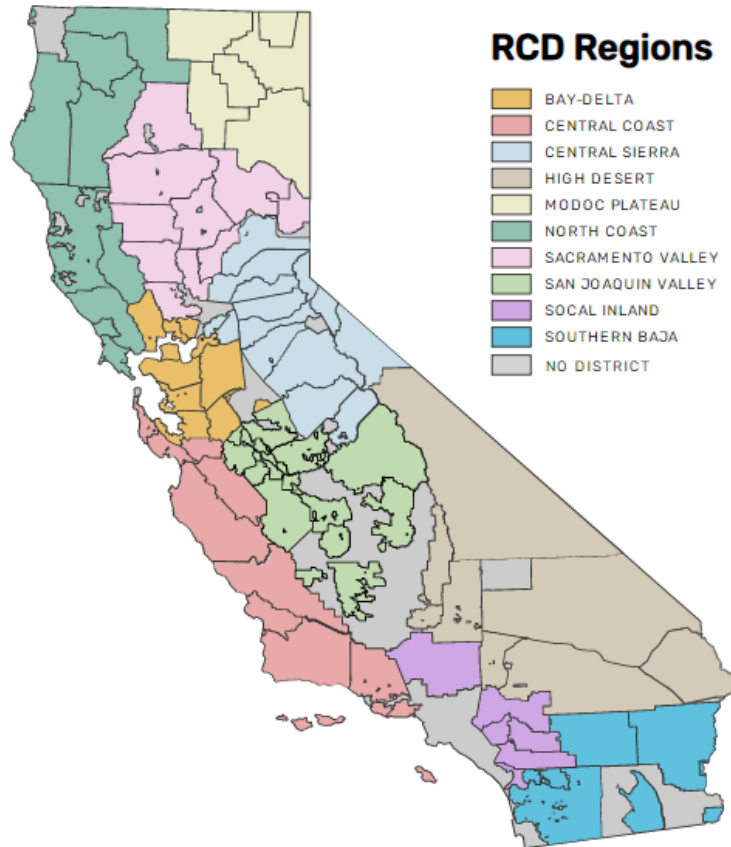 RCD Regions
BAY-DELTA
CENTRAL COAST
CENTRAL SIERRA
HIGH DESERT
MODOC PLATEAU
NORTH COAST
SACRAMENTO VALLEY
SAN JOAQUIN VALLEY
SOCAL INLAND
SOUTHERN BAJA
NO DISTRICT